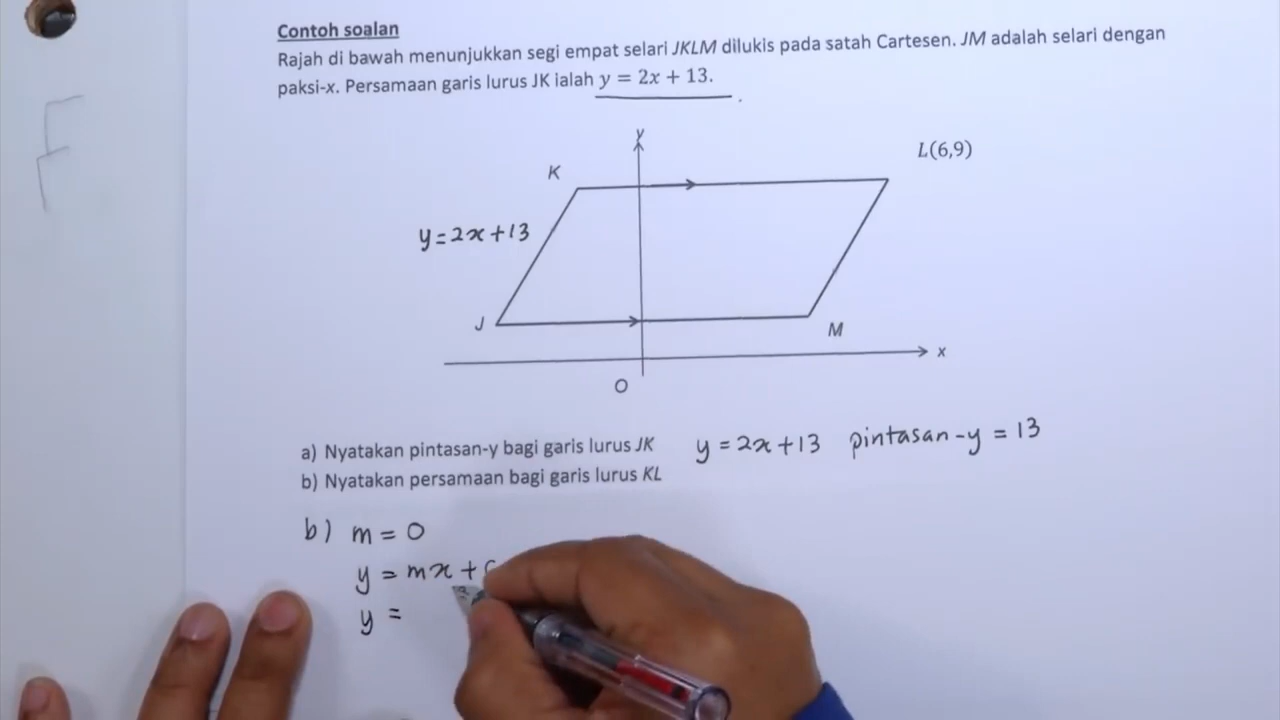 Contoh soalan
Rajah di bawah menunjukkan segi empat selari JKLM dilukis pada satah Cartesen. JM adalah selari dengan
paksi-x. Persamaan garis lurus JK ialah y = 2x + 13.
y
L(6,9)
K
y = 2x + 13
J
M
x
O
a) Nyatakan pintasan-y bagi garis lurus JK
y = 2x + 13 pintasan-y = 13
b) Nyatakan persamaan bagi garis lurus KL
b) m = 0
y = mx +
y =